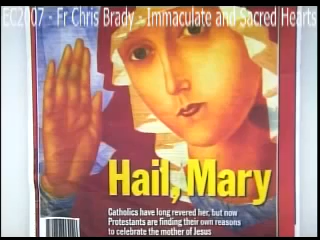 EC2007 - Fr Chris Brady - Immaculate and Sacred Hearts
Hail, Mary
Catholics have long revered her, but now
Protestants are finding their own reasons
to celebrate the mother of Jesus